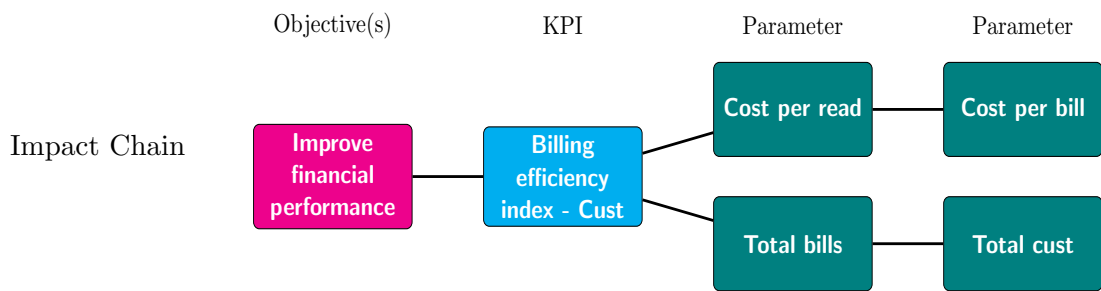 Objective(s)
KPI
Parameter
Parameter
Impact Chain
Improve
financial
performance
Billing
efficiency
index - Cust
Cost per read
Cost per bill
Total bills
Total cust